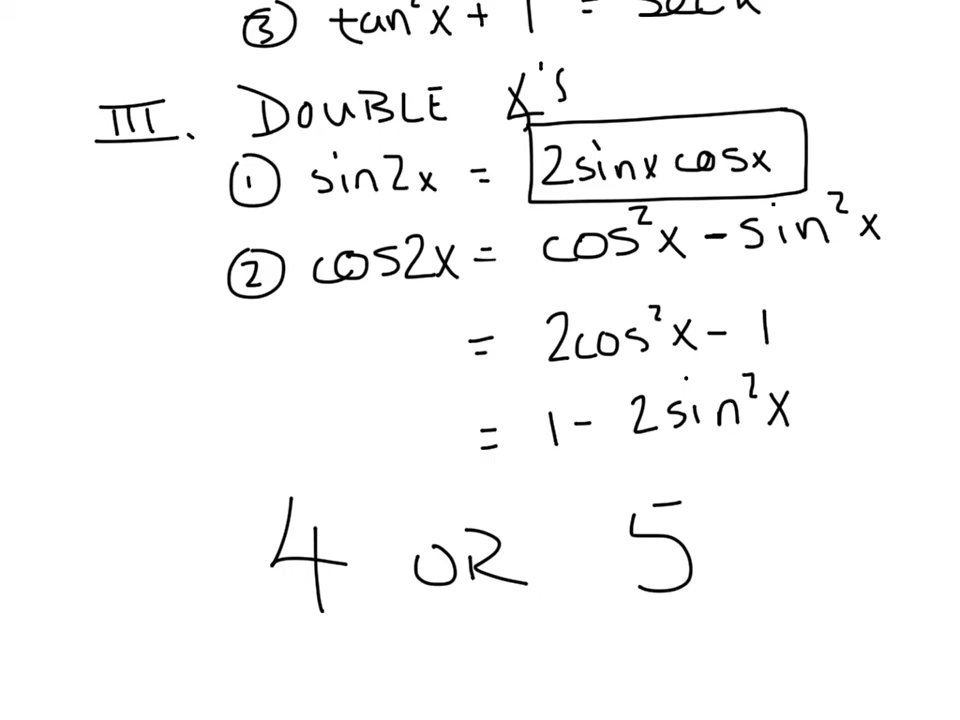 ③ tan²x + 1 = sec²x
III. DOUBLE ∠'s
① sin2x = 2sinx cosx
② cos2x = cos²x - sin²x
= 2cos²x - 1
= 1 - 2sin²x
4 OR 5